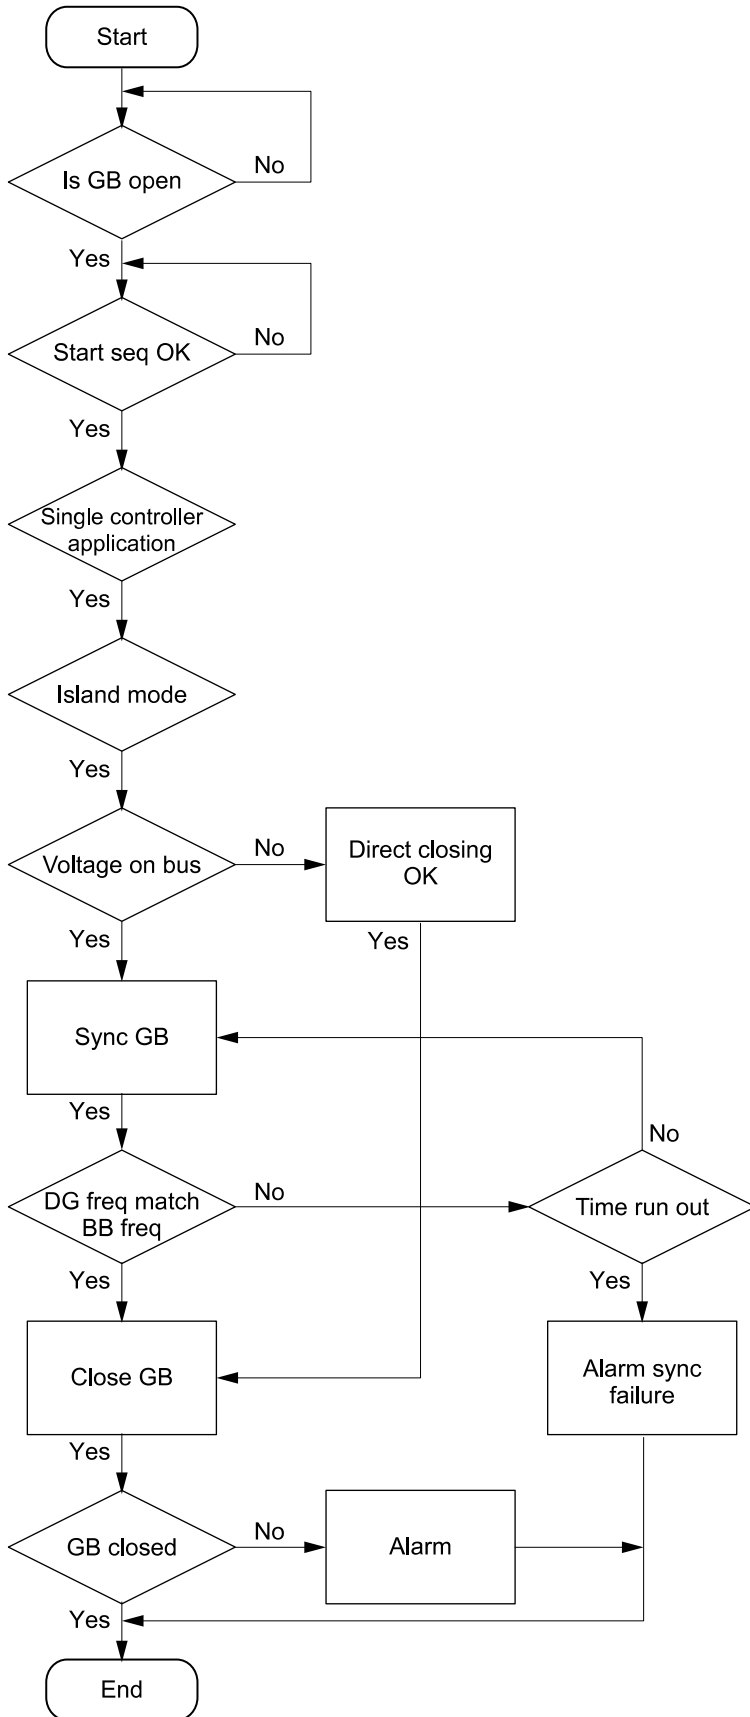 Start
Is GB open
No
Yes
Start seq OK
No
Yes
Single controller
application
Yes
Island mode
Yes
Voltage on bus
No
Direct closing
OK
Yes
Yes
Sync GB
Yes
No
DG freq match
BB freq
No
Time run out
Yes
Yes
Close GB
Alarm sync
failure
Yes
GB closed
No
Alarm
Yes
End